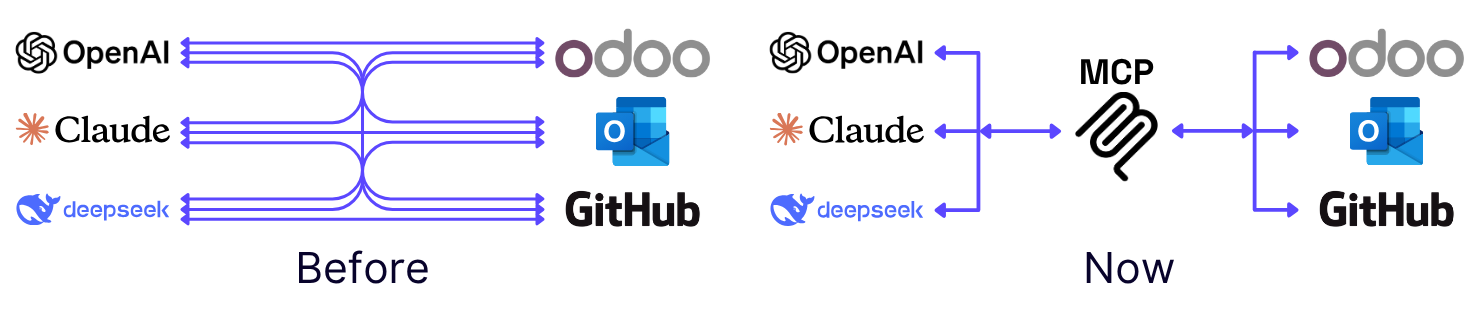 OpenAI
odoo
Claude
O
deepseek
GitHub
Before
OpenAI
odoo
MCP
Claude
O
deepseek
GitHub
Now